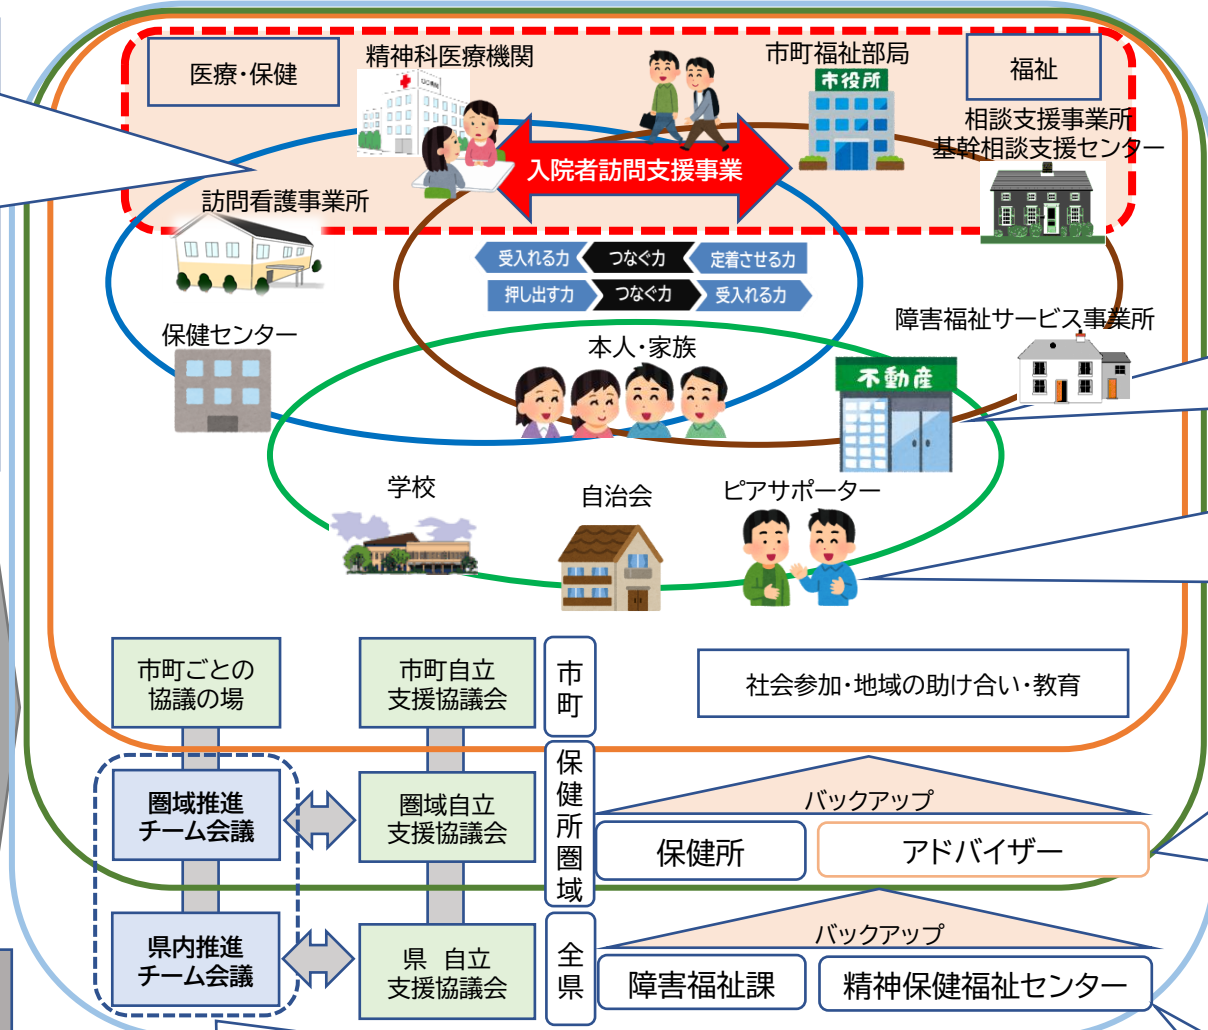 医療・保健
精神科医療機関
市町福祉部局
福祉
市役所
相談支援事業所
基幹相談支援センター
入院者訪問支援事業
訪問看護事業所
受入れる力
つなぐ力
定着させる力
押し出す力
つなぐ力
受入れる力
保健センター
障害福祉サービス事業所
本人・家族
不動産
学校
自治会
ピアサポーター
市町ごとの
協議の場
市町自立
支援協議会
市町
社会参加・地域の助け合い・教育
圏域推進
チーム会議
圏域自立
支援協議会
保健所圏域
バックアップ
保健所
アドバイザー
県内推進
チーム会議
県 自立
支援協議会
全県
バックアップ
障害福祉課
精神保健福祉センター